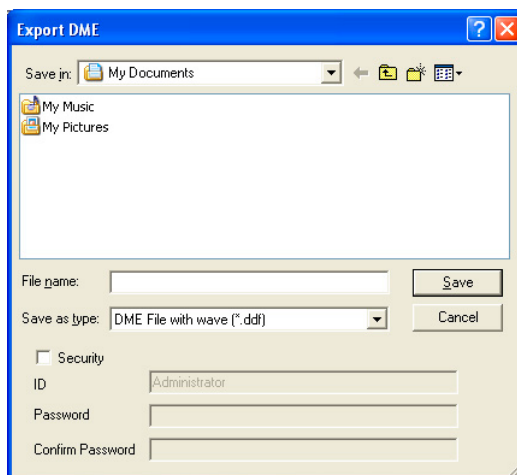 Export DME
Save in: My Documents
My Music
My Pictures
File name:
Save
Save as type: DME File with wave (*.ddf)
Cancel
Security
ID Administrator
Password
Confirm Password